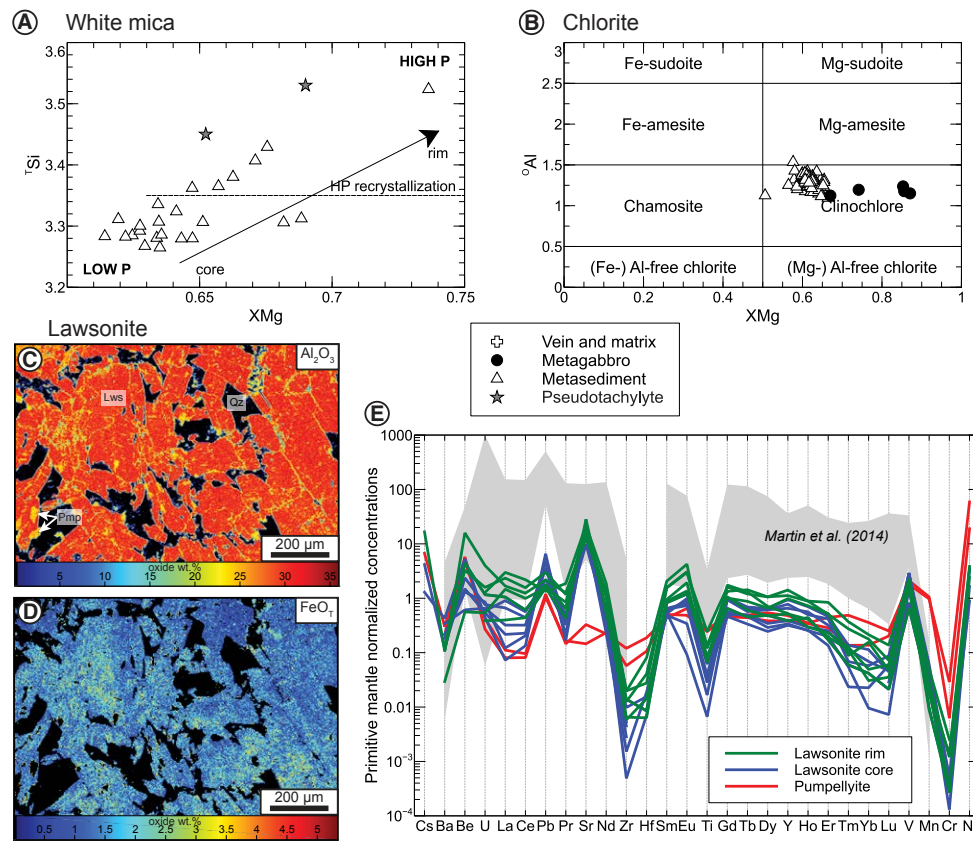 A White mica
3.6
3.5
3.4
3.3
3.2
TSi
HIGH P
rim
HP recrystallization
LOW P
core
0.65
0.7
0.75
XMg
B Chlorite
3
2.5
2
1.5
1
0.5
0
OAl
Fe-sudoite
Mg-sudoite
Fe-amesite
Mg-amesite
Chamosite
Clinochlore
(Fe-) Al-free chlorite
(Mg-) Al-free chlorite
0
0.2
0.4
0.6
0.8
1
XMg
Vein and matrix
Metagabbro
Metasediment
Pseudotachylyte
Lawsonite
C
Al2O3
Lws
Qz
Pmp
200 µm
oxide wt.%
5 10 15 20 25 30 35
D
FeOT
200 µm
oxide wt.%
0.5 1 1.5 2 2.5 3 3.5 4 4.5 5
E
Primitive mantle normalized concentrations
1000
100
10
1
0.1
0.01
10−3
10−4
Martin et al. (2014)
Lawsonite rim
Lawsonite core
Pumpellyite
Cs Ba Be U La Ce Pb Pr Sr Nd Zr Hf Sm Eu Ti Gd Tb Dy Y Ho Er Tm Yb Lu V Mn Cr N